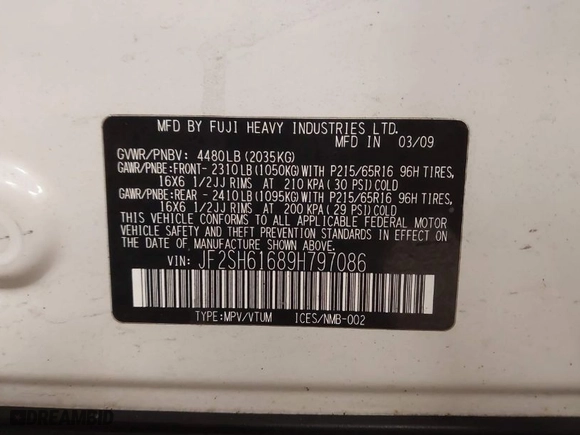 MFD BY FUJI HEAVY INDUSTRIES LTD.
MFD IN 03/09
GVWR/PNBV: 4480LB(2035KG)
GAWR/PNBE:FRONT- 2310LB(1050KG)WITH P215/65R16 96H TIRES,
16X6 1/2JJ RIMS AT 210 KPA(30 PSI)COLD
GAWR/PNBE:REAR - 2410LB(1095KG)WITH P215/65R16 96H TIRES,
16X6 1/2JJ RIMS AT 200 KPA(29 PSI)COLD
THIS VEHICLE CONFORMS TO ALL APPLICABLE FEDERAL MOTOR
VEHICLE SAFETY STANDARDS IN EFFECT ON THE DATE OF
MANUFACTURE SHOWN ABOVE.
VIN: JF2SH61689H797086
TYPE:MPV/VTUM ICES/NMB-002
DREAMBID